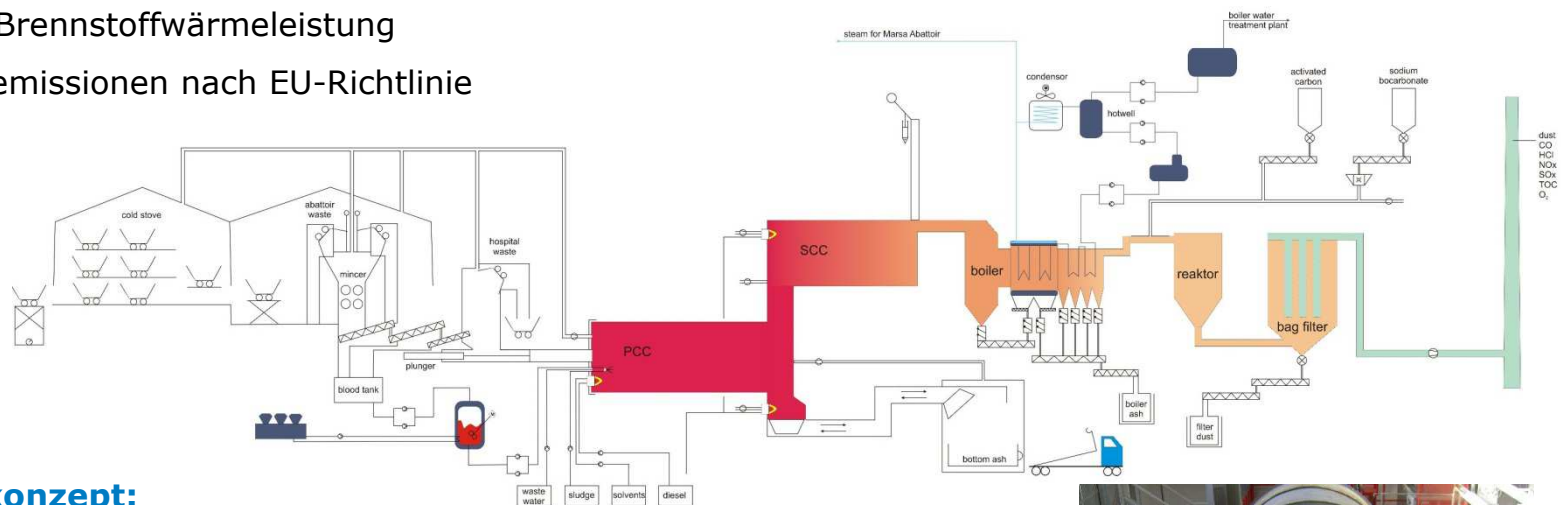 Brennstoffwärmeleistung
emissionen nach EU-Richtlinie
boiler water
treatment plant
steam for Marsa Abattoir
condensor
hotwell
activated
carbon
sodium
bocarbonate
dust
CO
HCl
NOx
SOx
TOC
O₂
cold stove
abattoir
waste
mincer
hospital
waste
plunger
blood tank
PCC
SCC
boiler
reaktor
bag filter
boiler
ash
filter
dust
bottom ash
waste
water
sludge
solvents
diesel
konzept: